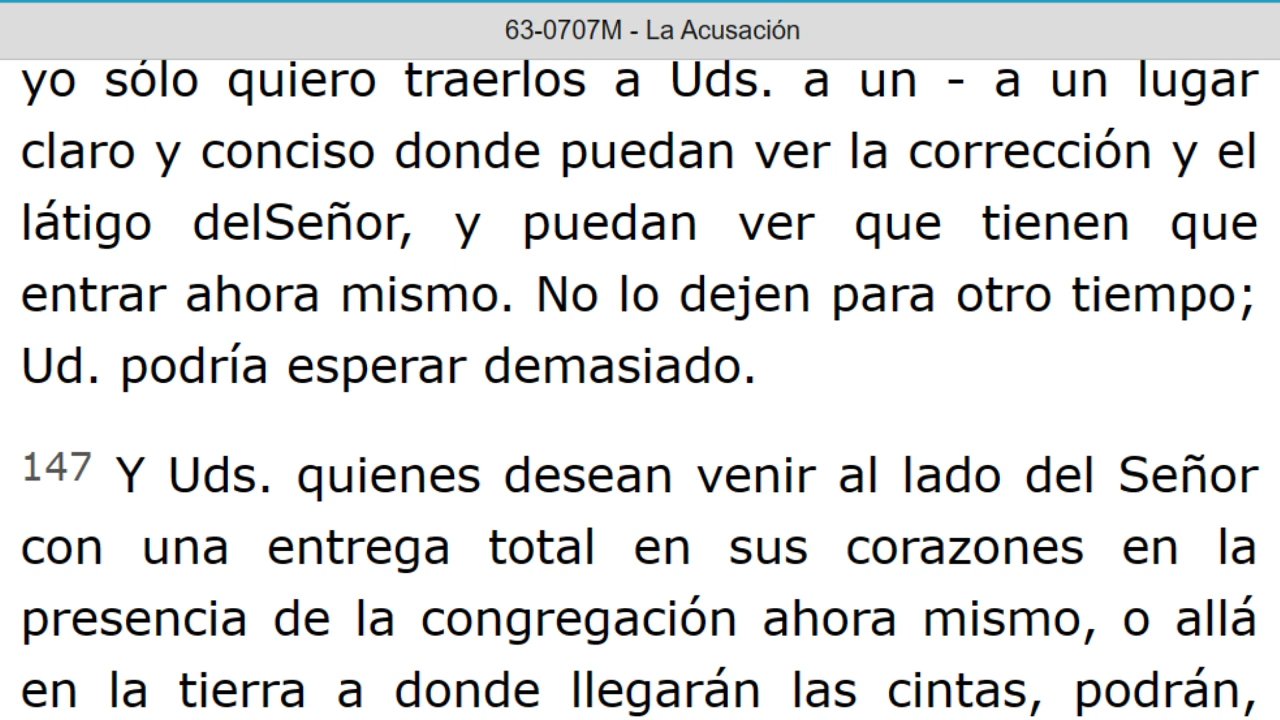 63-0707M - La Acusación
yo sólo quiero traerlos a Uds. a un - a un lugar
claro y conciso donde puedan ver la corrección y el
látigo delSeñor, y puedan ver que tienen que
entrar ahora mismo. No lo dejen para otro tiempo;
Ud. podría esperar demasiado.
147 Y Uds. quienes desean venir al lado del Señor
con una entrega total en sus corazones en la
presencia de la congregación ahora mismo, o allá
en la tierra a donde llegarán las cintas, podrán,